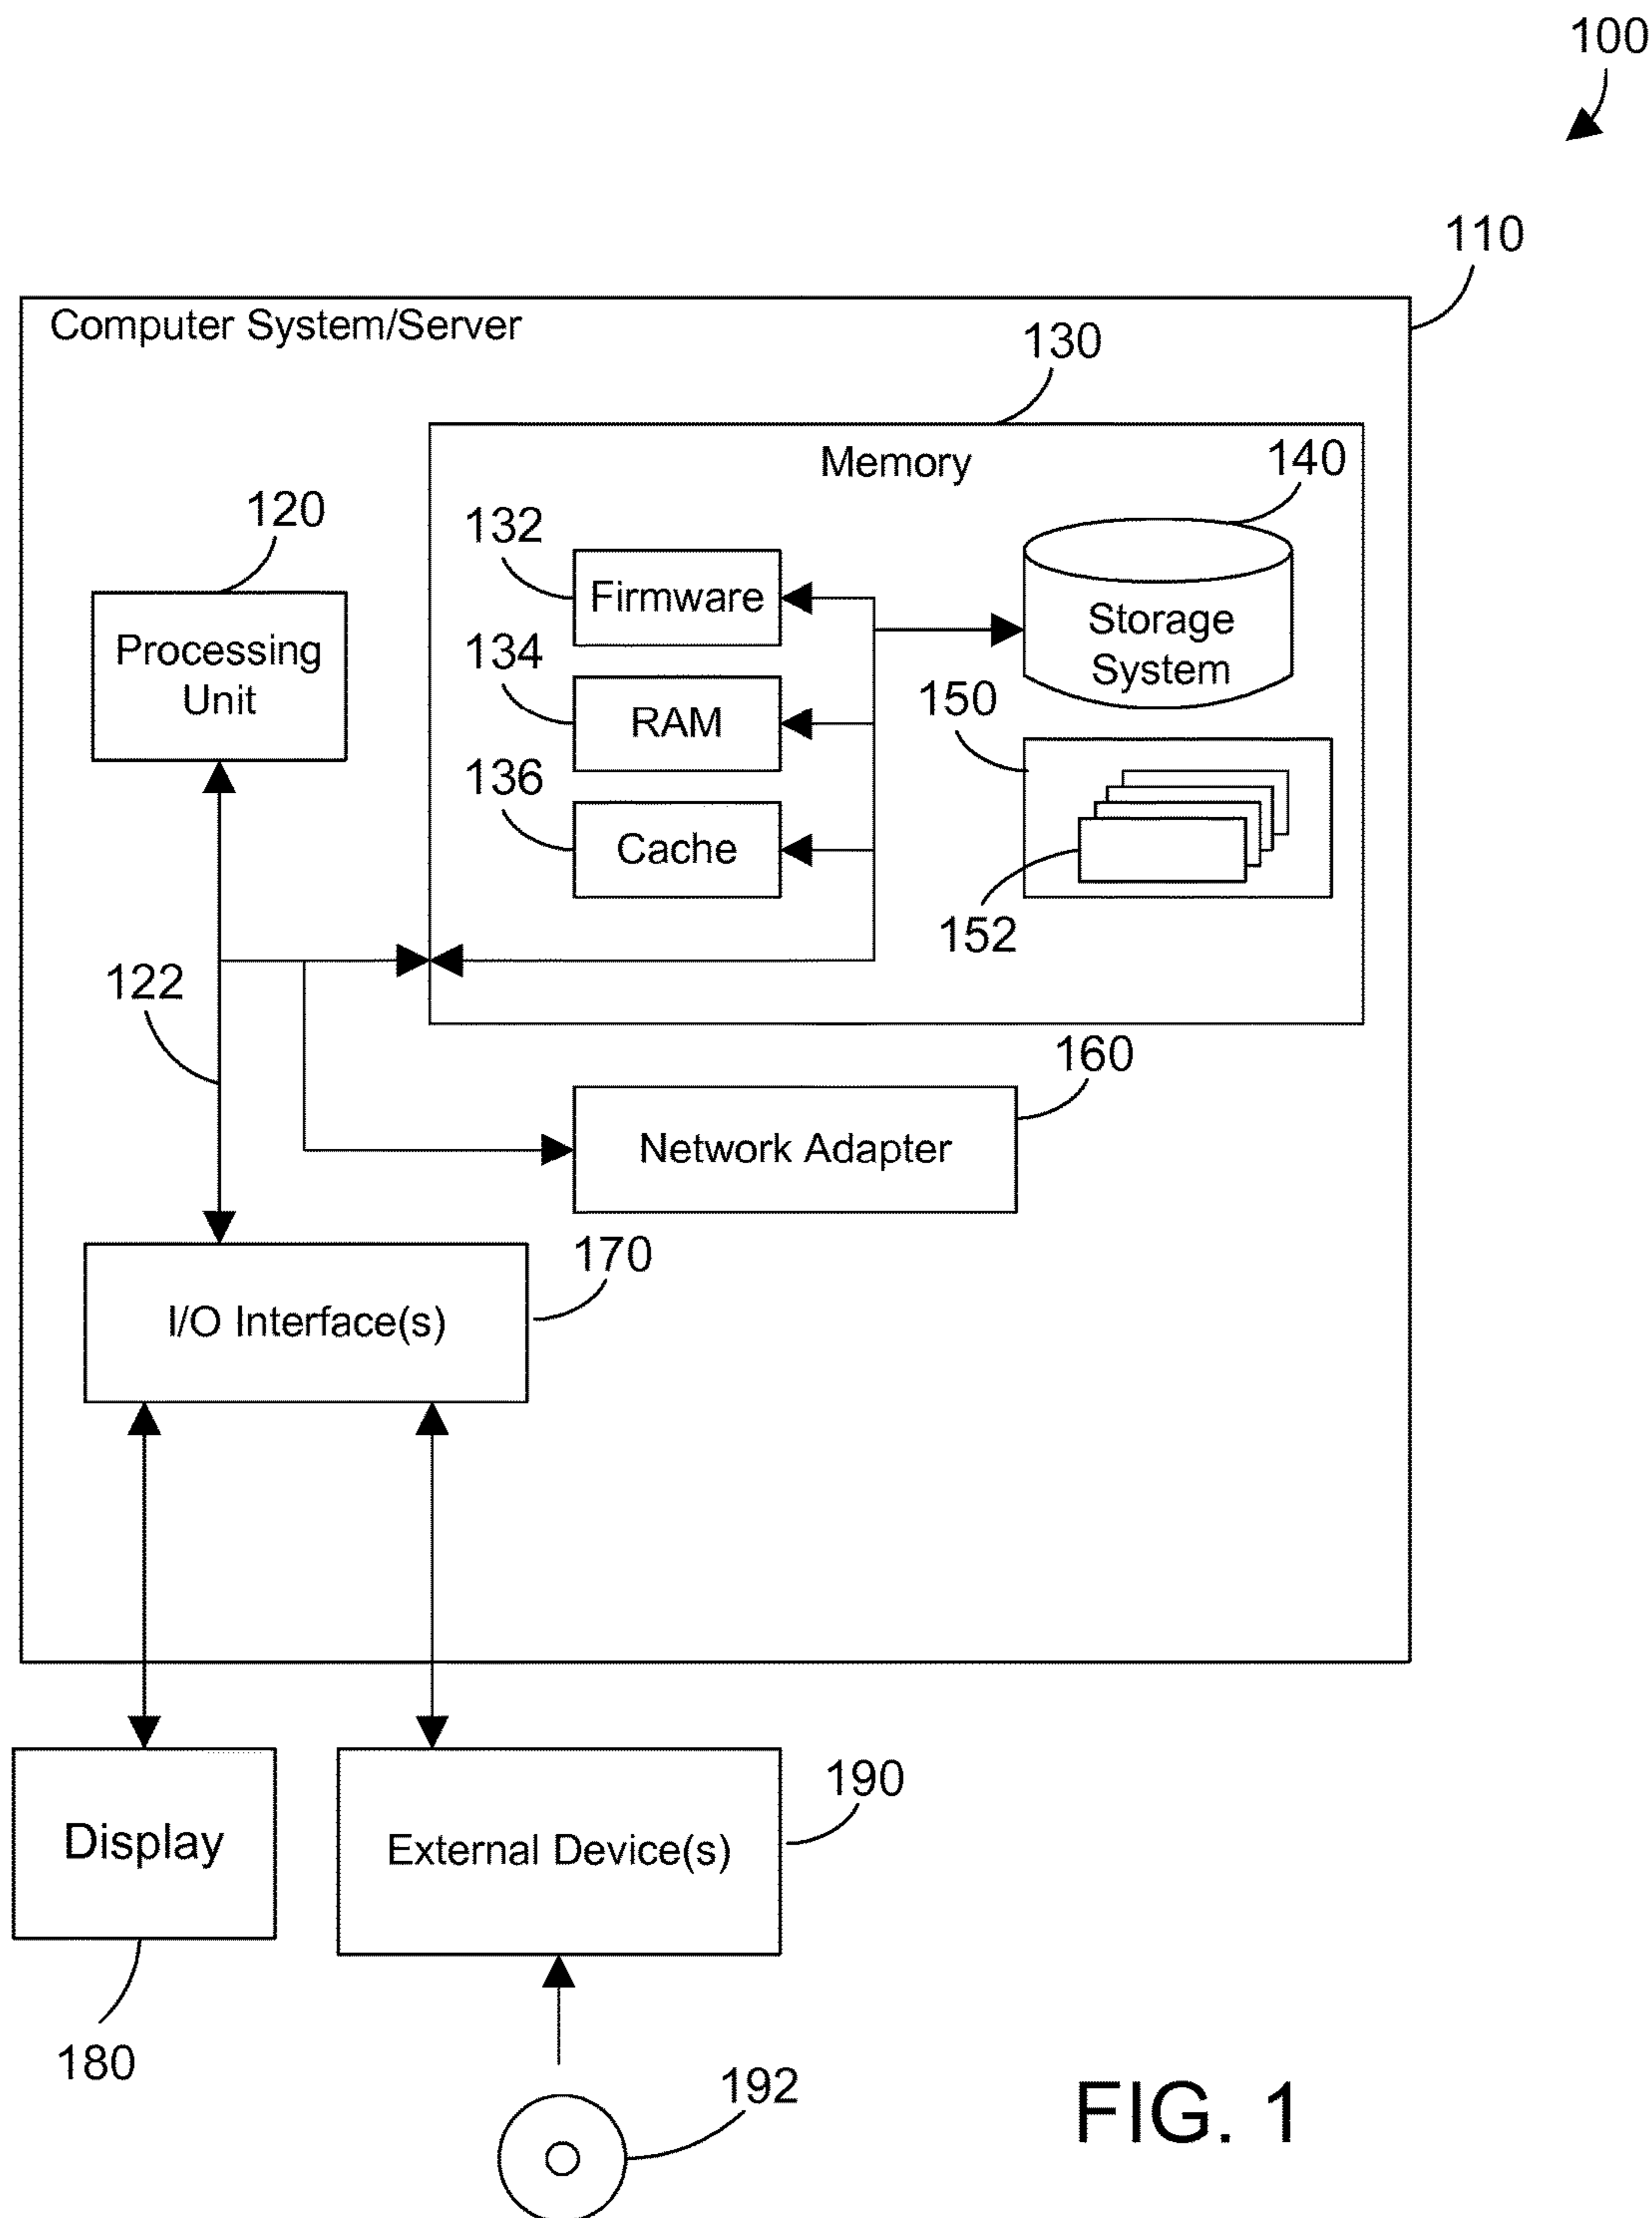 100
110
Computer System/Server
130
Memory
140
120
132
Firmware
Processing
Unit
134
RAM
Storage
System
150
136
Cache
152
122
160
Network Adapter
170
I/O Interface(s)
190
Display
External Device(s)
180
192
FIG. 1